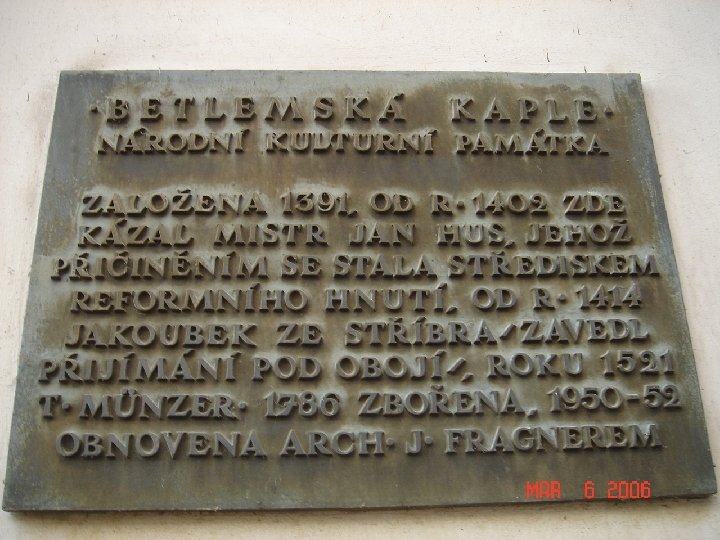 ·BETLEMSKÁ KAPLE·
NÁRODNÍ KULTURNÍ PAMÁTKA
ZALOŽENA 1391, OD R· 1402 ZDE
KÁZAL MISTR JAN HUS, JEHOŽ
PŘIČINĚNÍM SE STALA STŘEDISKEM
REFORMNÍHO HNUTÍ, OD R· 1414
JAKOUBEK ZE STŘÍBRA/ZAVEDL
PŘIJÍMÁNÍ POD OBOJÍ/, ROKU 1521
T· MÜNZER· 1786 ZBOŘENA, 1950-52
OBNOVENA ARCH· J· FRAGNEREM
MAR 6 2006